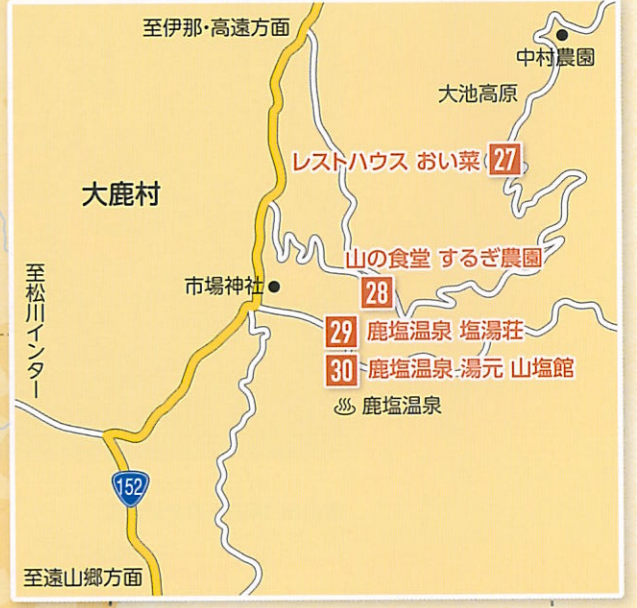 至伊那・高遠方面
中村農園
大池高原
レストハウス おい菜 27
大鹿村
山の食堂 するぎ農園
28
市場神社
至松川インター
29 鹿塩温泉 塩湯荘
30 鹿塩温泉 湯元 山塩館
鹿塩温泉
152
至遠山郷方面